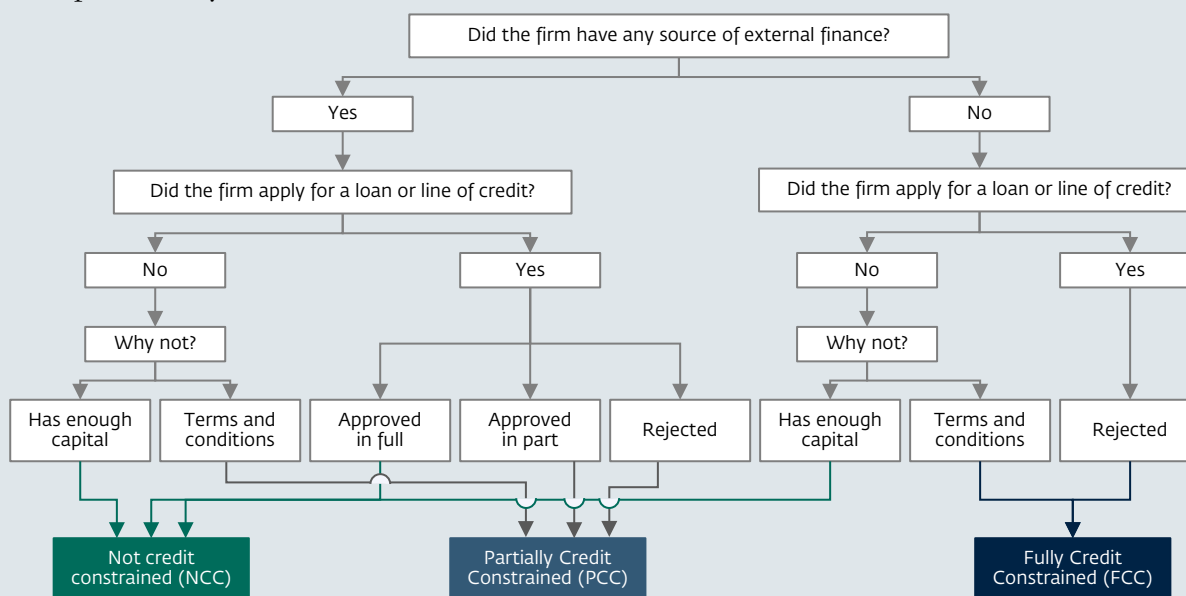 Did the firm have any source of external finance?
Yes
No
Did the firm apply for a loan or line of credit?
Did the firm apply for a loan or line of credit?
No
Yes
No
Yes
Why not?
Why not?
Has enough
capital
Terms and
conditions
Approved
in full
Approved
in part
Rejected
Has enough
capital
Terms and
conditions
Rejected
Not credit
constrained (NCC)
Partially Credit
Constrained (PCC)
Fully Credit
Constrained (FCC)